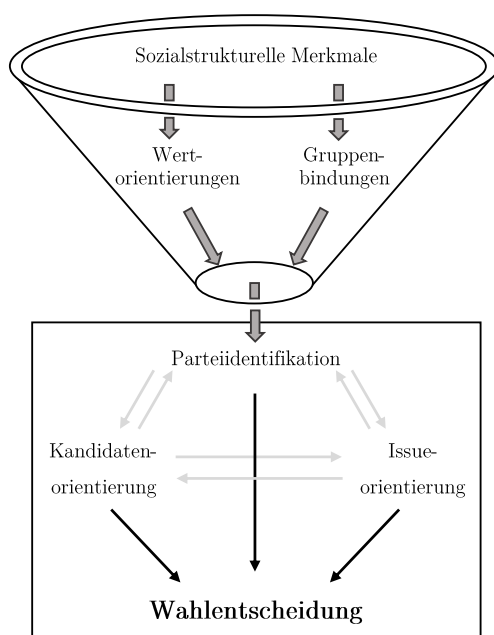 Sozialstrukturelle Merkmale
Wert-
orientierungen
Gruppen-
bindungen
Parteiidentifikation
Kandidaten-
orientierung
Issue-
orientierung
Wahlentscheidung